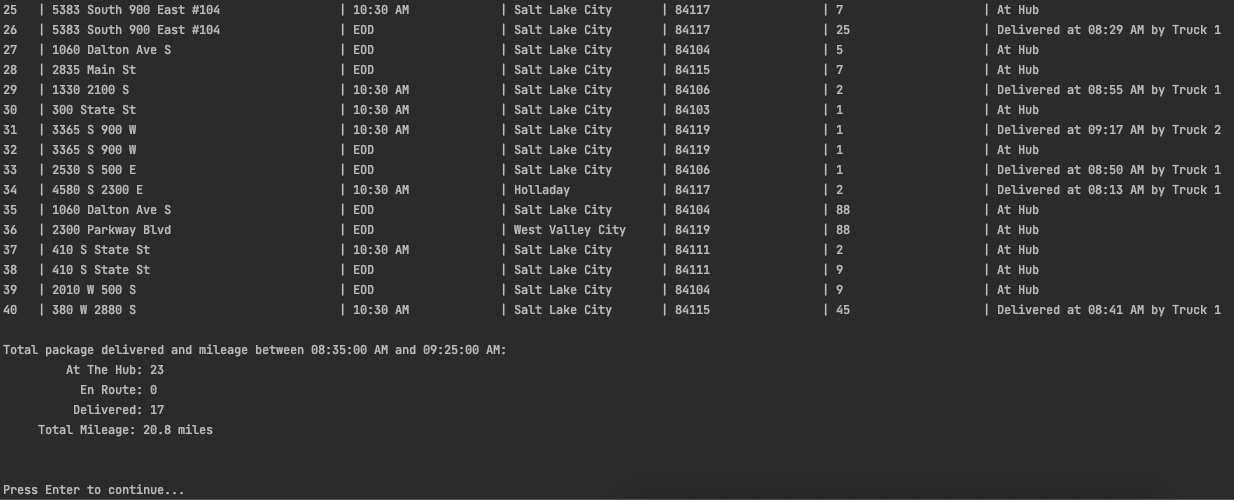 25 | 5383 South 900 East #104 | 10:30 AM | Salt Lake City | 84117 | 7 | At Hub
26 | 5383 South 900 East #104 | EOD | Salt Lake City | 84117 | 25 | Delivered at 08:29 AM by Truck 1
27 | 1060 Dalton Ave S | EOD | Salt Lake City | 84104 | 5 | At Hub
28 | 2835 Main St | EOD | Salt Lake City | 84115 | 7 | At Hub
29 | 1330 2100 S | 10:30 AM | Salt Lake City | 84106 | 2 | Delivered at 08:55 AM by Truck 1
30 | 300 State St | 10:30 AM | Salt Lake City | 84103 | 1 | At Hub
31 | 3365 S 900 W | 10:30 AM | Salt Lake City | 84119 | 1 | Delivered at 09:17 AM by Truck 2
32 | 3365 S 900 W | EOD | Salt Lake City | 84119 | 1 | At Hub
33 | 2530 S 500 E | EOD | Salt Lake City | 84106 | 1 | Delivered at 08:50 AM by Truck 1
34 | 4580 S 2300 E | 10:30 AM | Holladay | 84117 | 2 | Delivered at 08:13 AM by Truck 1
35 | 1060 Dalton Ave S | EOD | Salt Lake City | 84104 | 88 | At Hub
36 | 2300 Parkway Blvd | EOD | West Valley City | 84119 | 88 | At Hub
37 | 410 S State St | 10:30 AM | Salt Lake City | 84111 | 2 | At Hub
38 | 410 S State St | EOD | Salt Lake City | 84111 | 9 | At Hub
39 | 2010 W 500 S | EOD | Salt Lake City | 84104 | 9 | At Hub
40 | 380 W 2880 S | 10:30 AM | Salt Lake City | 84115 | 45 | Delivered at 08:41 AM by Truck 1
Total package delivered and mileage between 08:35:00 AM and 09:25:00 AM:
At The Hub: 23
En Route: 0
Delivered: 17
Total Mileage: 20.8 miles
Press Enter to continue...